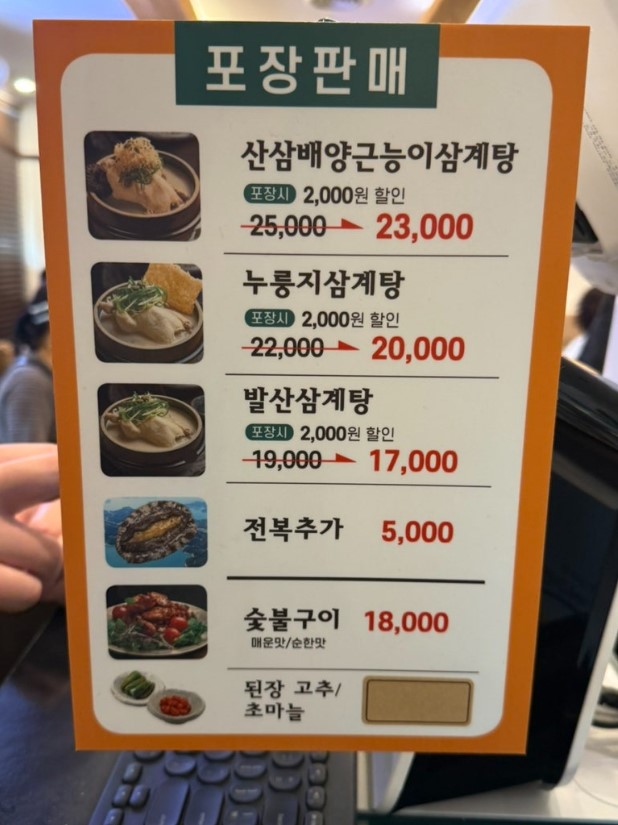 포장판매
산삼배양근능이삼계탕
포장시 2,000원 할인
25,000 23,000
누룽지삼계탕
포장시 2,000원 할인
22,000 20,000
발산삼계탕
포장시 2,000원 할인
19,000 17,000
전복추가 5,000
숯불구이 18,000
매운맛/순한맛
된장 고추/
초마늘